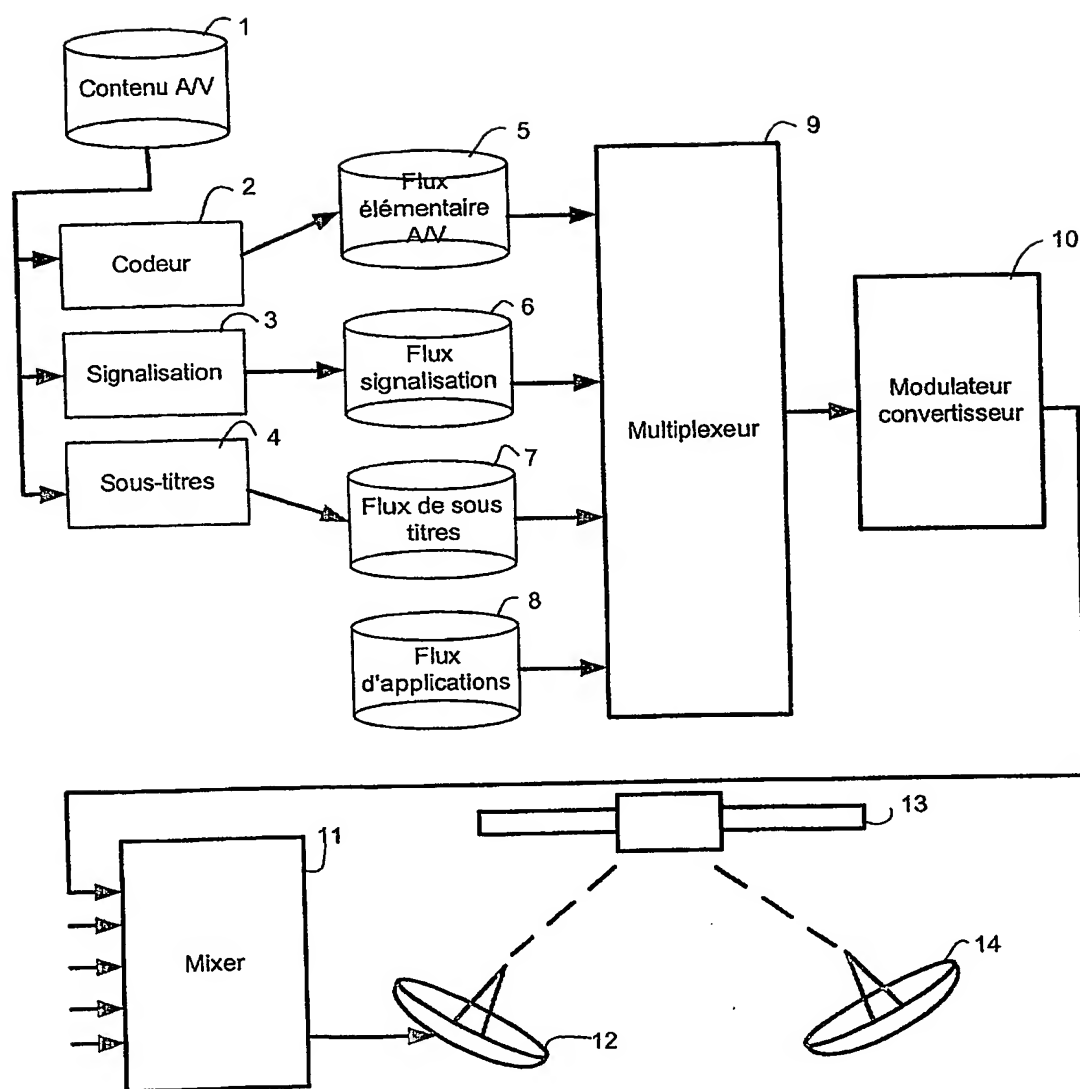 1
Contenu A/V
2
Codeur
3
Signalisation
4
Sous-titres
5
Flux
élémentaire
A/V
6
Flux
signalisation
7
Flux de sous
titres
8
Flux
d'applications
9
Multiplexeur
10
Modulateur
convertisseur
11
Mixer
12
13
14